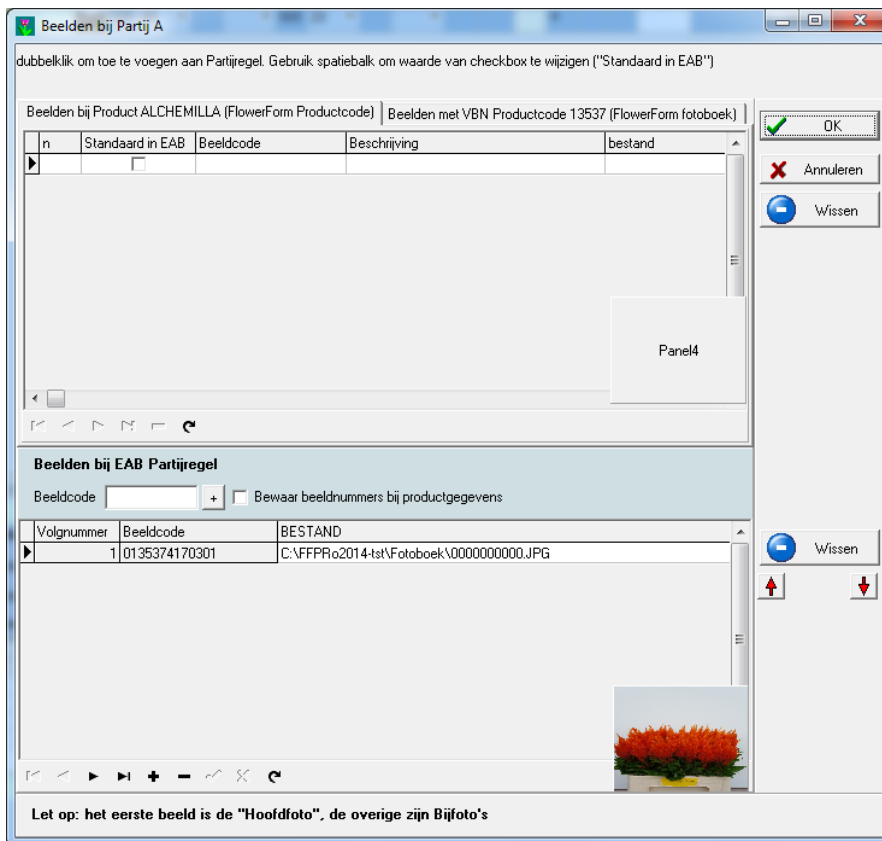 Beelden bij Partij A
dubbelklik om toe te voegen aan Partijregel. Gebruik spatiebalk om waarde van checkbox te wijzigen ("Standaard in EAB")
Beelden bij Product ALCHEMILLA (FlowerForm Productcode) Beelden met VBN Productcode 13537 (FlowerForm fotoboek)
OK
n Standaard in EAB Beeldcode Beschrijving bestand
Annuleren
Wissen
Panel4
Beelden bij EAB Partijregel
Beeldcode + Bewaar beeldnummers bij productgegevens
Volgnummer Beeldcode BESTAND
1 0135374170301 C:\FFPRo2014-tst\Fotoboek\0000000000.JPG
Wissen
Let op: het eerste beeld is de "Hoofdfoto", de overige zijn Bijfoto's